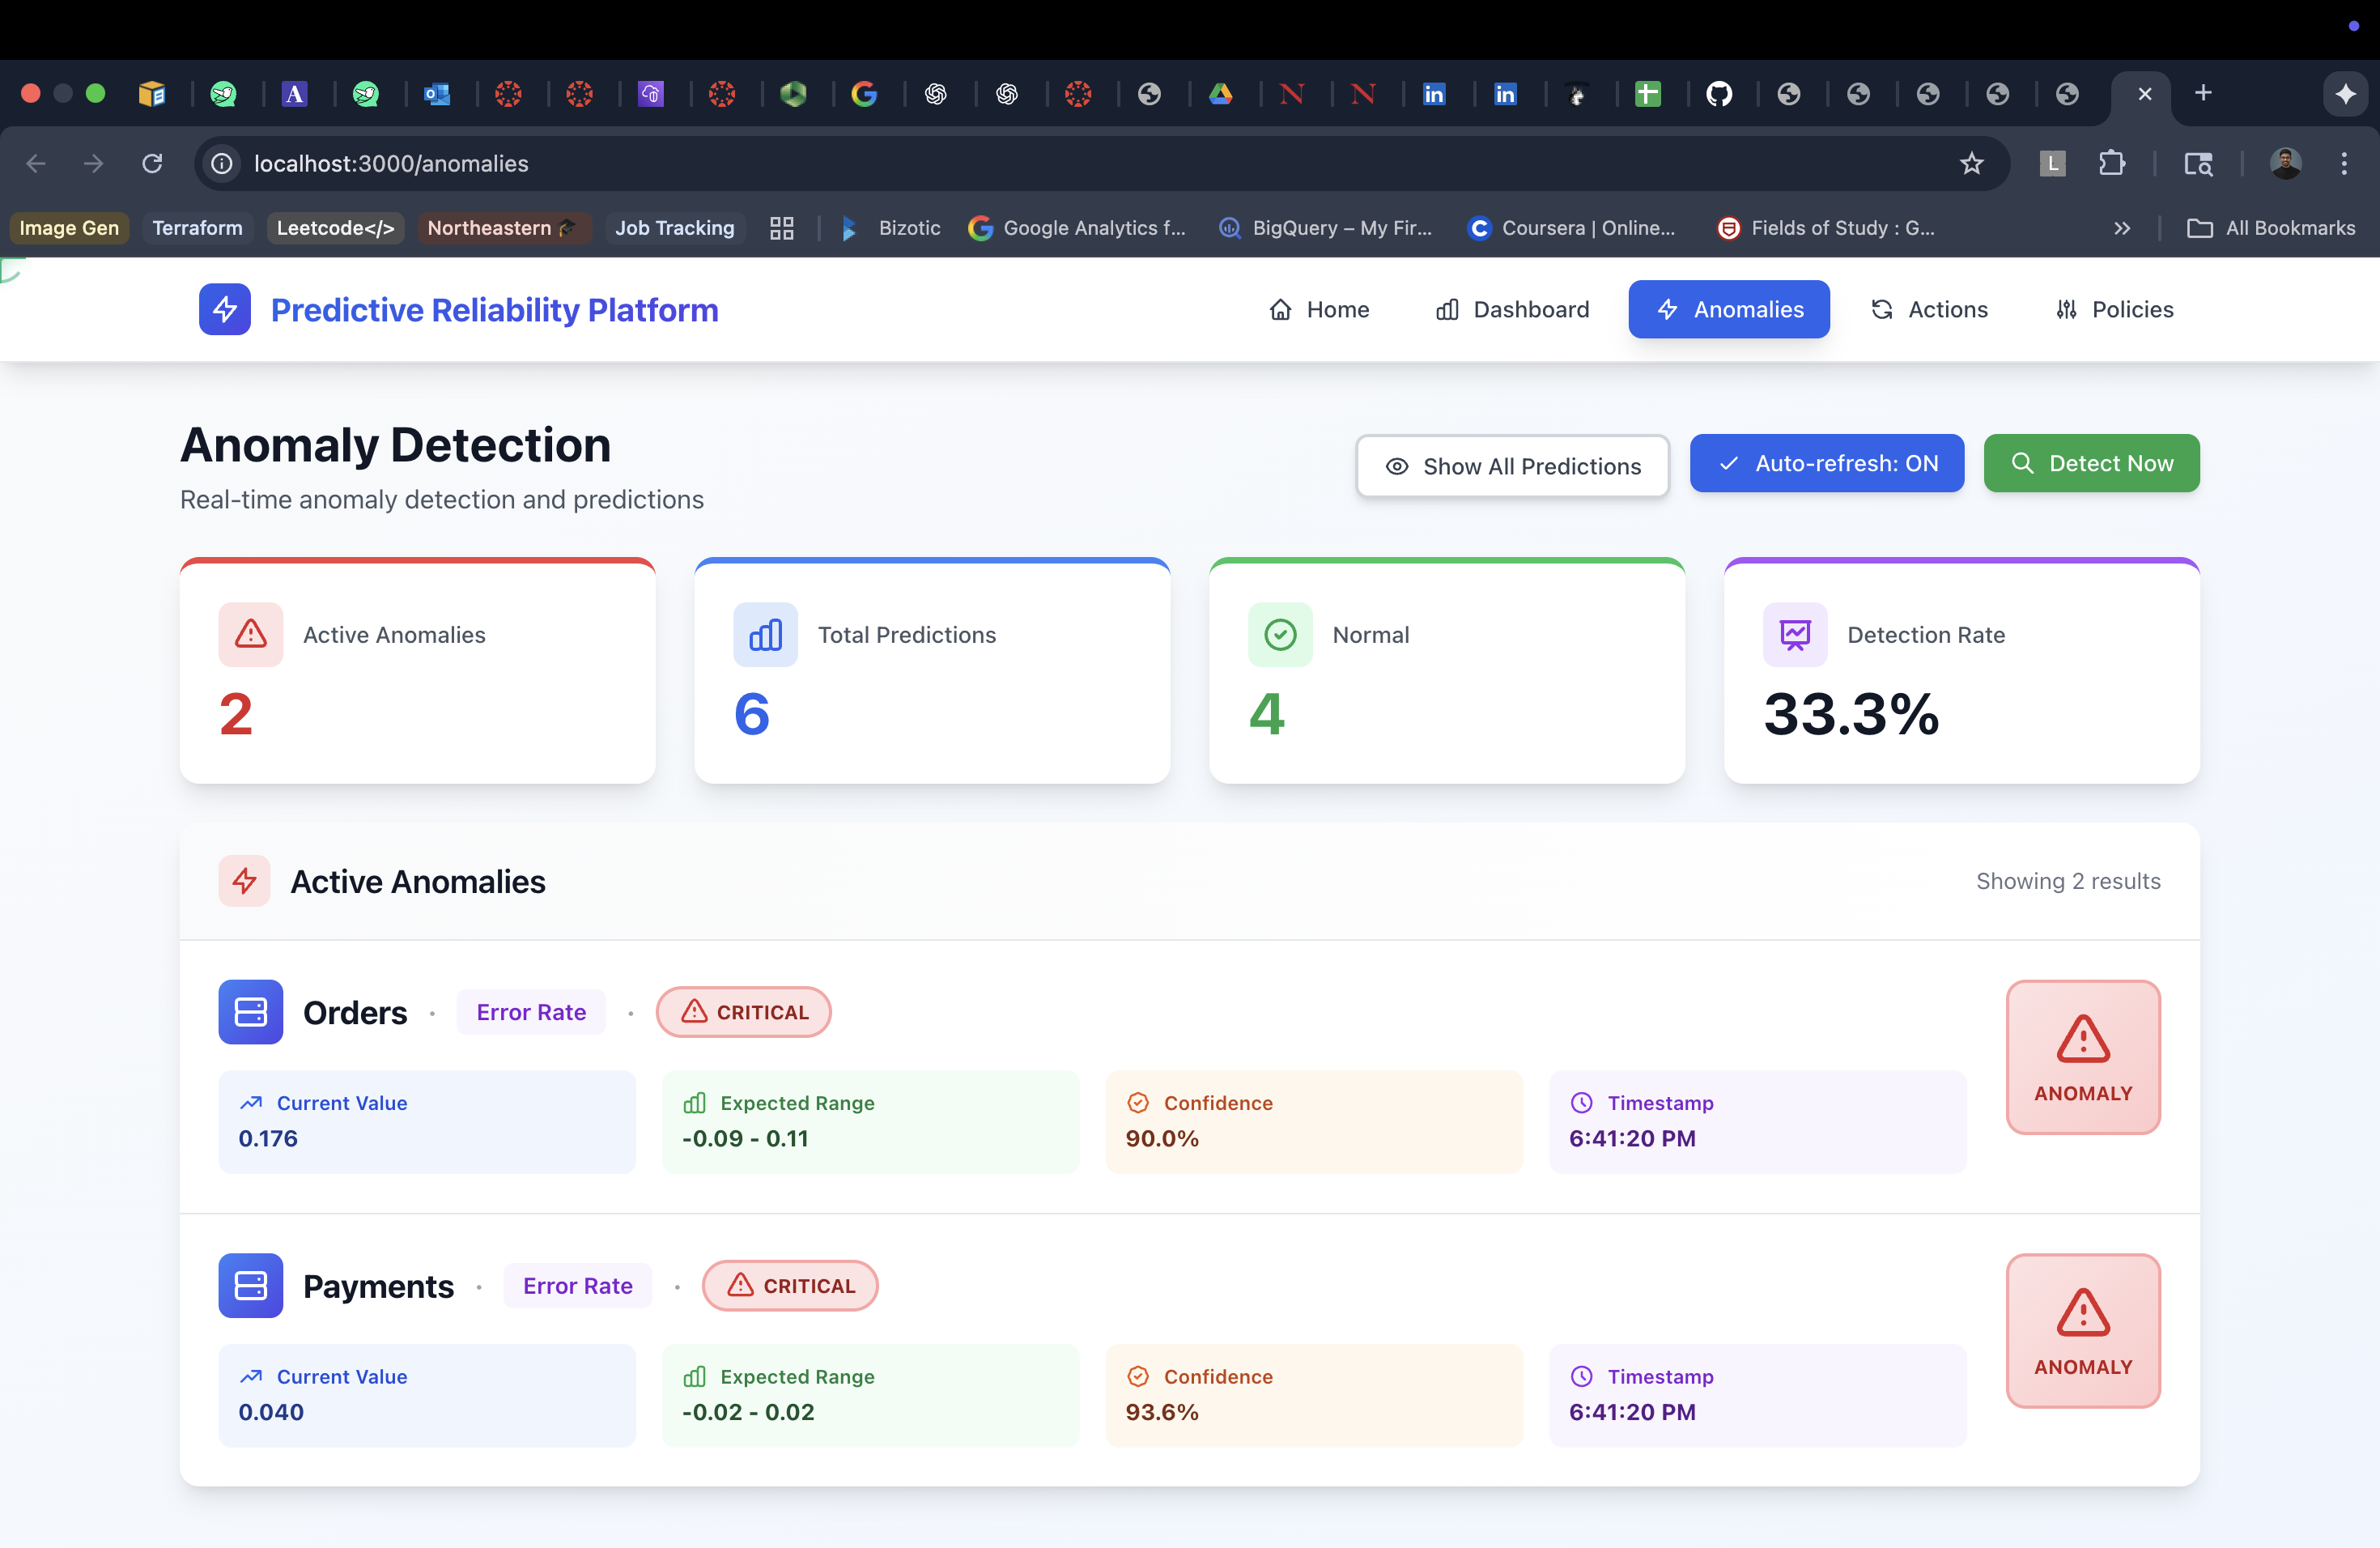 localhost:3000/anomalies
L
Image Gen
Terraform
Leetcode</>
Northeastern 🎓
Job Tracking
Bizotic
Google Analytics f...
BigQuery – My Fir...
Coursera | Online...
Fields of Study : G...
All Bookmarks
Predictive Reliability Platform
Home
Dashboard
Anomalies
Actions
Policies
Anomaly Detection
Real-time anomaly detection and predictions
Show All Predictions
Auto-refresh: ON
Detect Now
Active Anomalies
2
Total Predictions
6
Normal
4
Detection Rate
33.3%
Active Anomalies
Showing 2 results
Orders · Error Rate · CRITICAL
Current Value
0.176
Expected Range
-0.09 - 0.11
Confidence
90.0%
Timestamp
6:41:20 PM
ANOMALY
Payments · Error Rate · CRITICAL
Current Value
0.040
Expected Range
-0.02 - 0.02
Confidence
93.6%
Timestamp
6:41:20 PM
ANOMALY